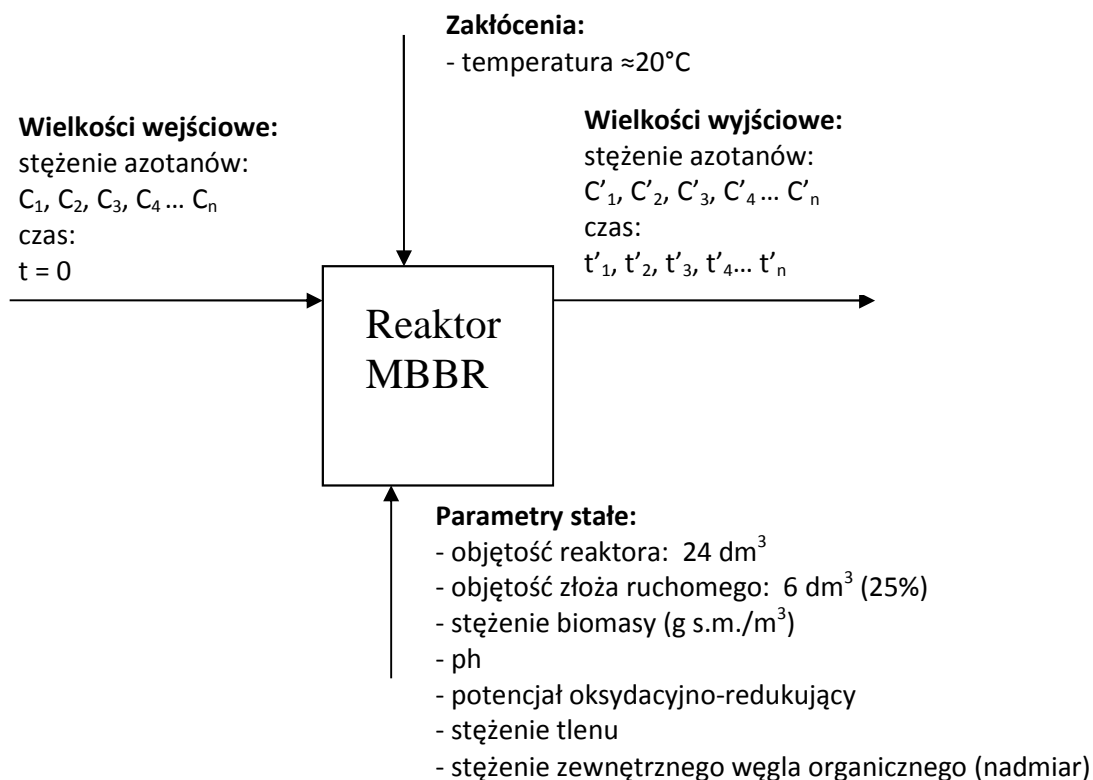 Zakłócenia:
- temperatura ≈20°C
Wielkości wejściowe:
stężenie azotanów:
C₁, C₂, C₃, C₄ ... Cₙ
czas:
t = 0
Wielkości wyjściowe:
stężenie azotanów:
C’₁, C’₂, C’₃, C’₄ ... C’ₙ
czas:
t’₁, t’₂, t’₃, t’₄... t’ₙ
Reaktor
MBBR
Parametry stałe:
- objętość reaktora: 24 dm³
- objętość złoża ruchomego: 6 dm³ (25%)
- stężenie biomasy (g s.m./m³)
- ph
- potencjał oksydacyjno-redukujący
- stężenie tlenu
- stężenie zewnętrznego węgla organicznego (nadmiar)